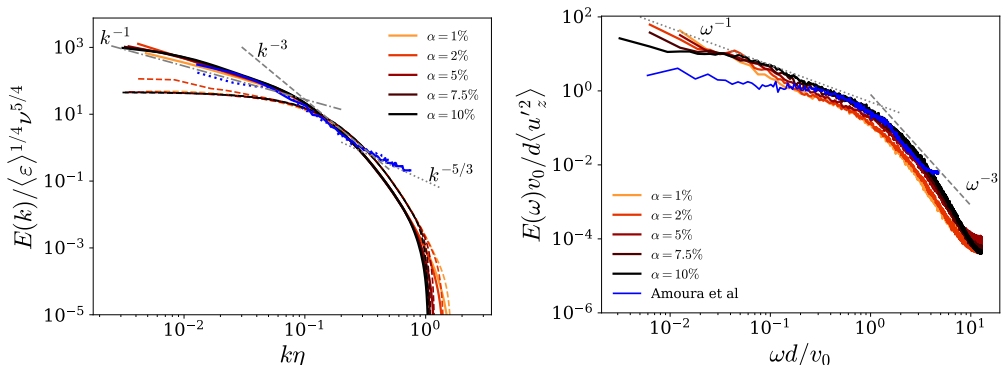 E(k)/⟨ε⟩^{1/4}ν^{5/4}
10^3
10^1
10^{-1}
10^{-3}
10^{-5}
k^{-1}
k^{-3}
k^{-5/3}
α = 1%
α = 2%
α = 5%
α = 7.5%
α = 10%
10^{-2}
10^{-1}
10^0
kη
E(ω)v_0/d⟨u′_z^2⟩
10^2
10^0
10^{-2}
10^{-4}
10^{-6}
ω^{-1}
ω^{-3}
α = 1%
α = 2%
α = 5%
α = 7.5%
α = 10%
Amoura et al
10^{-2}
10^{-1}
10^0
10^1
ωd/v_0